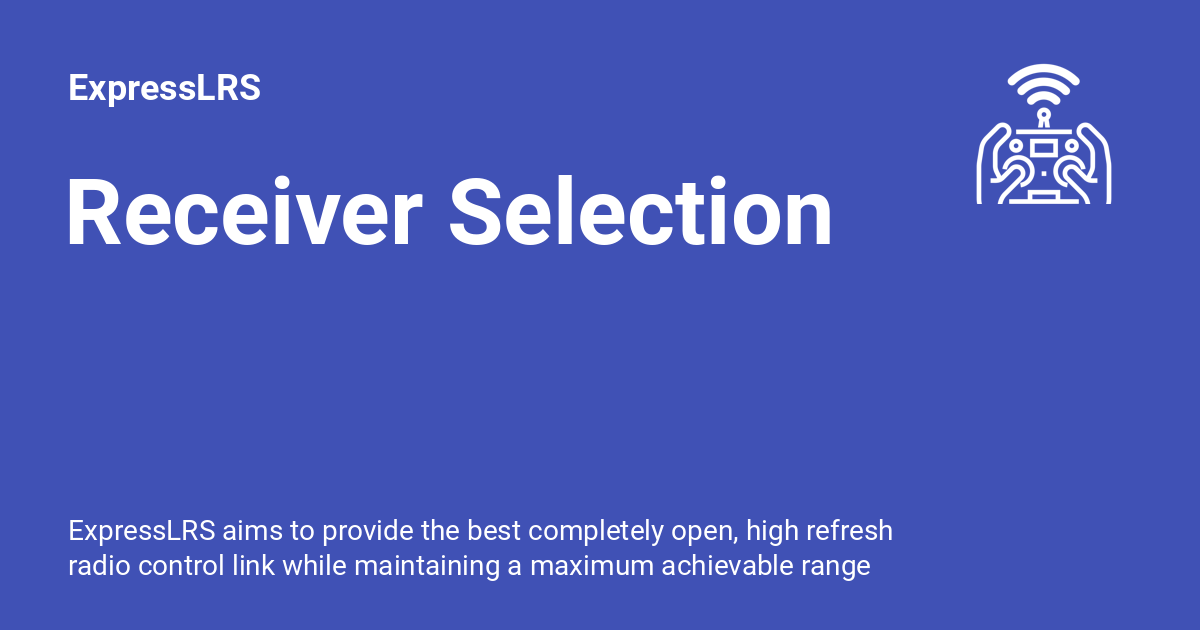 ExpressLRS
Receiver Selection
ExpressLRS aims to provide the best completely open, high refresh
radio control link while maintaining a maximum achievable range